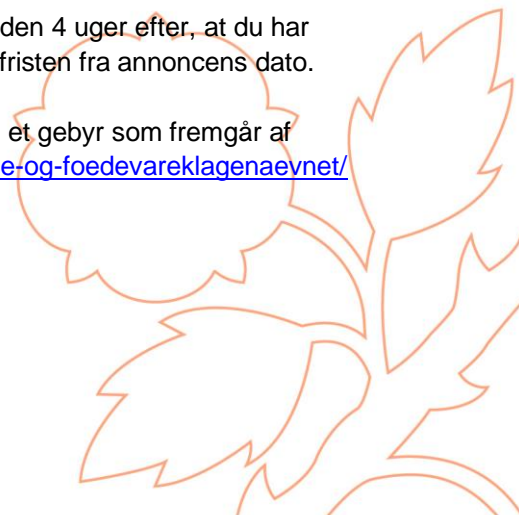 den 4 uger efter, at du har
fristen fra annoncens dato.
et gebyr som fremgår af
e-og-foedevareklagenaevnet/